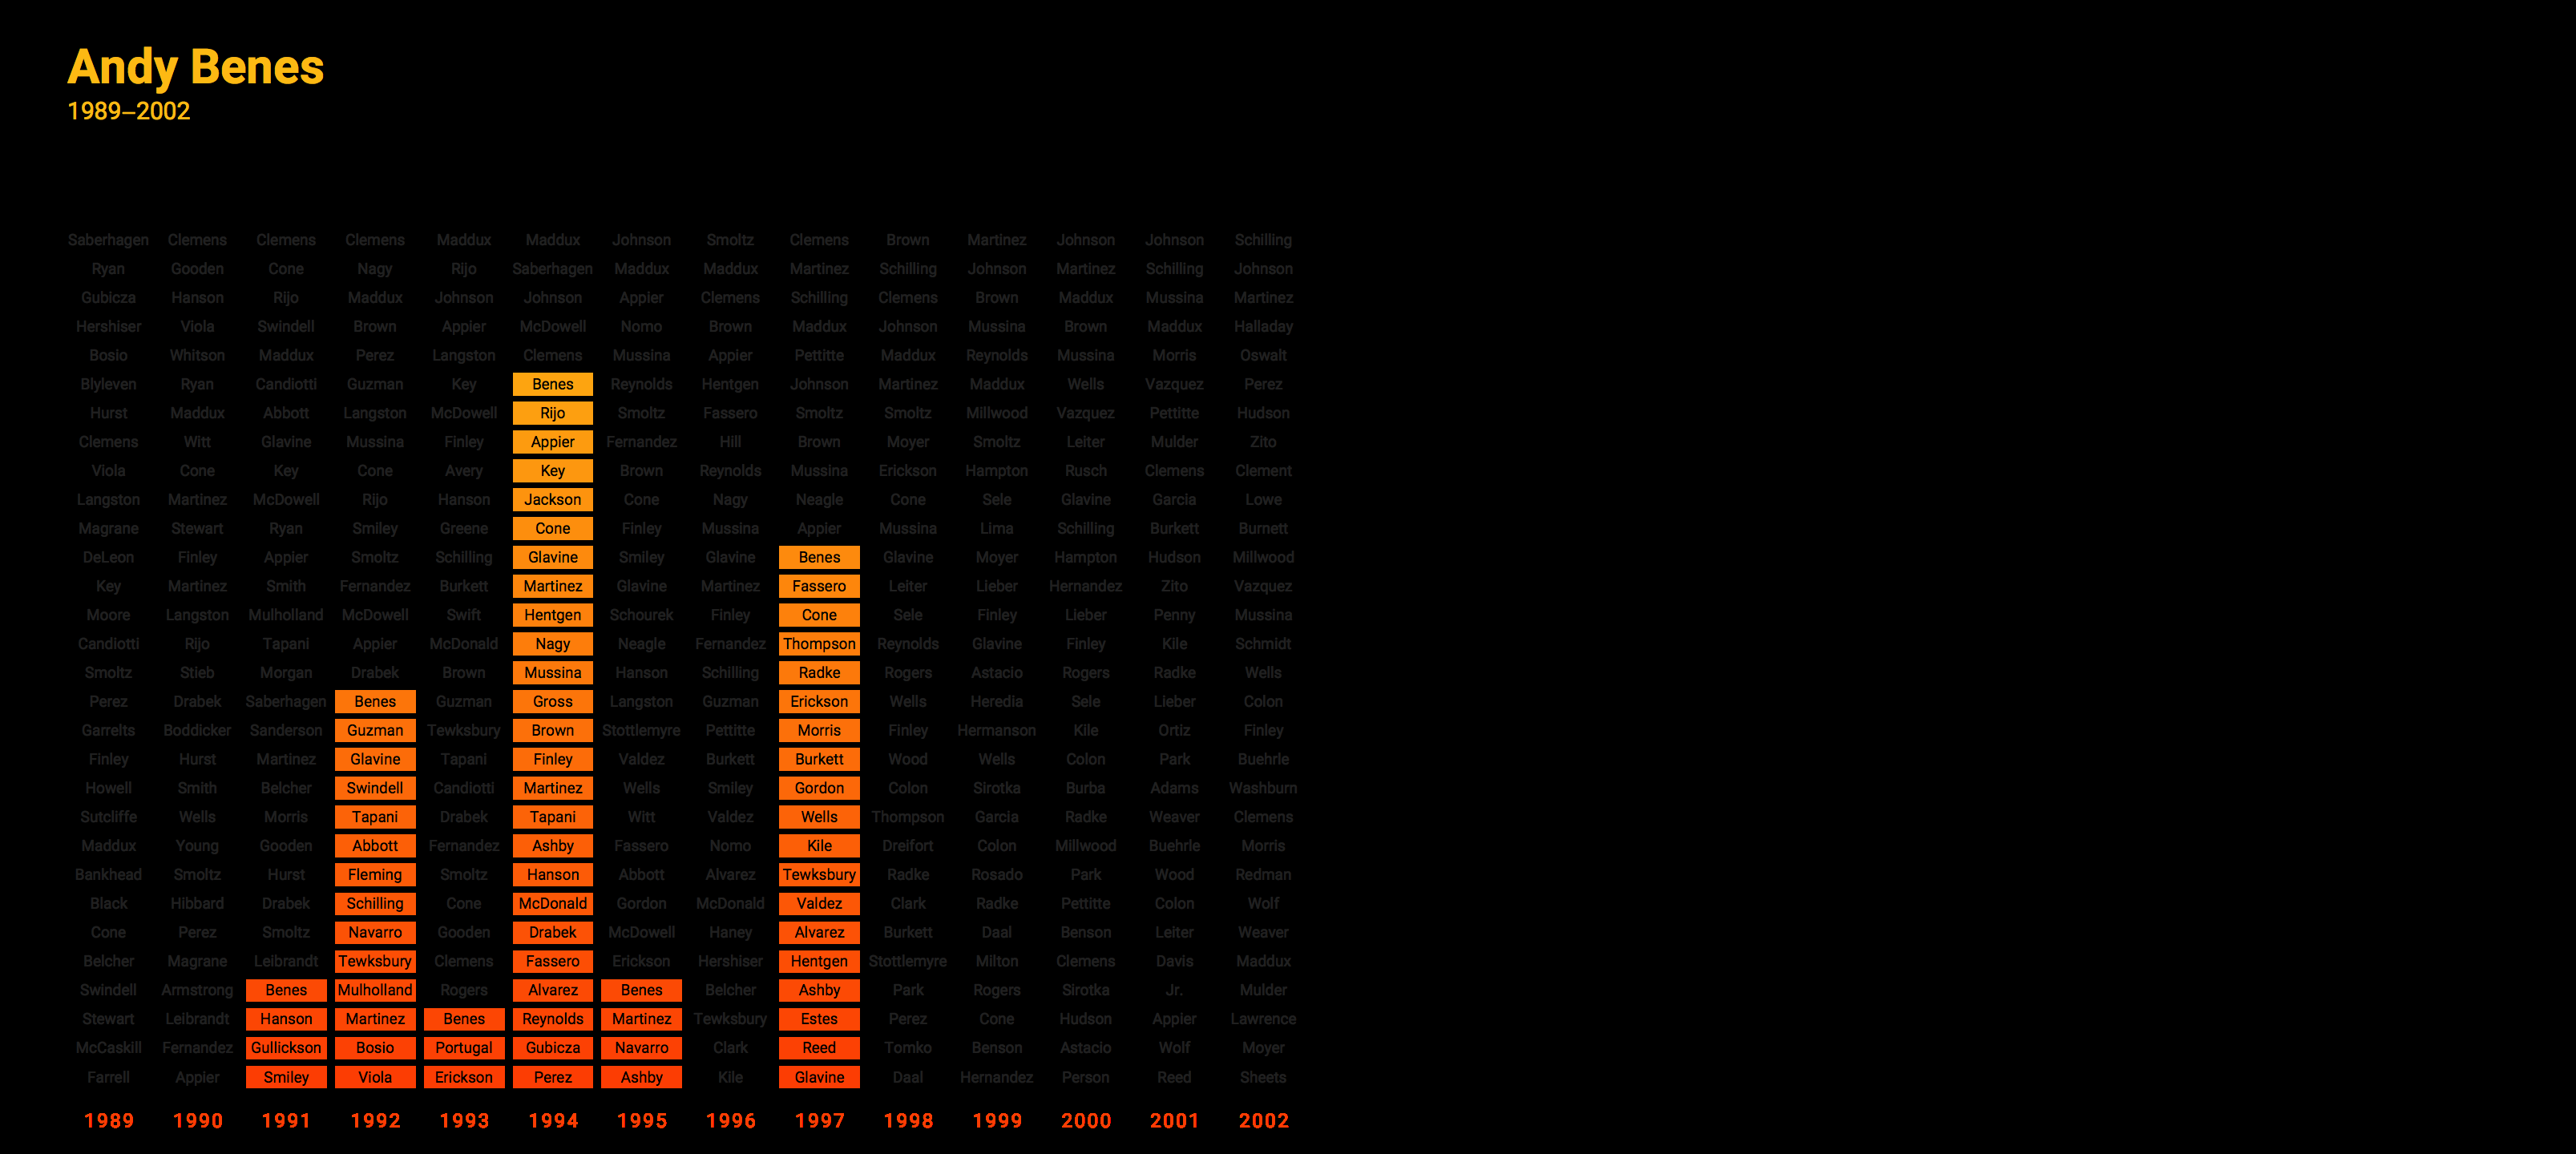 Andy Benes
1989–2002
Saberhagen Clemens Clemens Clemens Maddux Maddux Johnson Smoltz Clemens Brown Martinez Johnson Johnson Schilling
Ryan Gooden Cone Nagy Rijo Saberhagen Maddux Maddux Martinez Schilling Johnson Martinez Schilling Johnson
Gubicza Hanson Rijo Maddux Johnson Johnson Appier Clemens Schilling Clemens Brown Maddux Mussina Martinez
Hershiser Viola Swindell Brown Appier McDowell Nomo Brown Maddux Johnson Mussina Brown Maddux Halladay
Bosio Whitson Maddux Perez Langston Clemens Mussina Appier Pettitte Maddux Reynolds Mussina Morris Oswalt
Blyleven Ryan Candiotti Guzman Key Benes Reynolds Hentgen Johnson Martinez Maddux Wells Vazquez Perez
Hurst Maddux Abbott Langston McDowell Rijo Smoltz Fassero Smoltz Smoltz Millwood Vazquez Pettitte Hudson
Clemens Witt Glavine Mussina Finley Appier Fernandez Hill Brown Moyer Smoltz Leiter Mulder Zito
Viola Cone Key Cone Avery Key Brown Reynolds Mussina Erickson Hampton Rusch Clemens Clement
Langston Martinez McDowell Rijo Hanson Jackson Cone Nagy Neagle Cone Sele Glavine Garcia Lowe
Magrane Stewart Ryan Smiley Greene Cone Finley Mussina Appier Mussina Lima Schilling Burkett Burnett
DeLeon Finley Appier Smoltz Schilling Glavine Smiley Glavine Benes Glavine Moyer Hampton Hudson Millwood
Key Martinez Smith Fernandez Burkett Martinez Glavine Martinez Fassero Leiter Lieber Hernandez Zito Vazquez
Moore Langston Mulholland McDowell Swift Hentgen Schourek Finley Cone Sele Finley Lieber Penny Mussina
Candiotti Rijo Tapani Appier McDonald Nagy Neagle Fernandez Thompson Reynolds Glavine Finley Kile Schmidt
Smoltz Stieb Morgan Drabek Brown Mussina Hanson Schilling Radke Rogers Astacio Rogers Radke Wells
Perez Drabek Saberhagen Benes Guzman Gross Langston Guzman Erickson Wells Heredia Sele Lieber Colon
Garrelts Boddicker Sanderson Guzman Tewksbury Brown Stottlemyre Pettitte Morris Finley Hermanson Kile Ortiz Finley
Finley Hurst Martinez Glavine Tapani Finley Valdez Burkett Burkett Wood Wells Colon Park Buehrle
Howell Smith Belcher Swindell Candiotti Martinez Wells Smiley Gordon Colon Sirotka Burba Adams Washburn
Sutcliffe Wells Morris Tapani Drabek Tapani Witt Valdez Wells Thompson Garcia Radke Weaver Clemens
Maddux Young Gooden Abbott Fernandez Ashby Fassero Nomo Kile Dreifort Colon Millwood Buehrle Morris
Bankhead Smoltz Hurst Fleming Smoltz Hanson Abbott Alvarez Tewksbury Radke Rosado Park Wood Redman
Black Hibbard Drabek Schilling Cone McDonald Gordon McDonald Valdez Clark Radke Pettitte Colon Wolf
Cone Perez Smoltz Navarro Gooden Drabek McDowell Haney Alvarez Burkett Daal Benson Leiter Weaver
Belcher Magrane Leibrandt Tewksbury Clemens Fassero Erickson Hershiser Hentgen Stottlemyre Milton Clemens Davis Maddux
Swindell Armstrong Benes Mulholland Rogers Alvarez Benes Belcher Ashby Park Rogers Sirotka Jr. Mulder
Stewart Leibrandt Hanson Martinez Benes Reynolds Martinez Tewksbury Estes Perez Cone Hudson Appier Lawrence
McCaskill Fernandez Gullickson Bosio Portugal Gubicza Navarro Clark Reed Tomko Benson Astacio Wolf Moyer
Farrell Appier Smiley Viola Erickson Perez Ashby Kile Glavine Daal Hernandez Person Reed Sheets
1989 1990 1991 1992 1993 1994 1995 1996 1997 1998 1999 2000 2001 2002